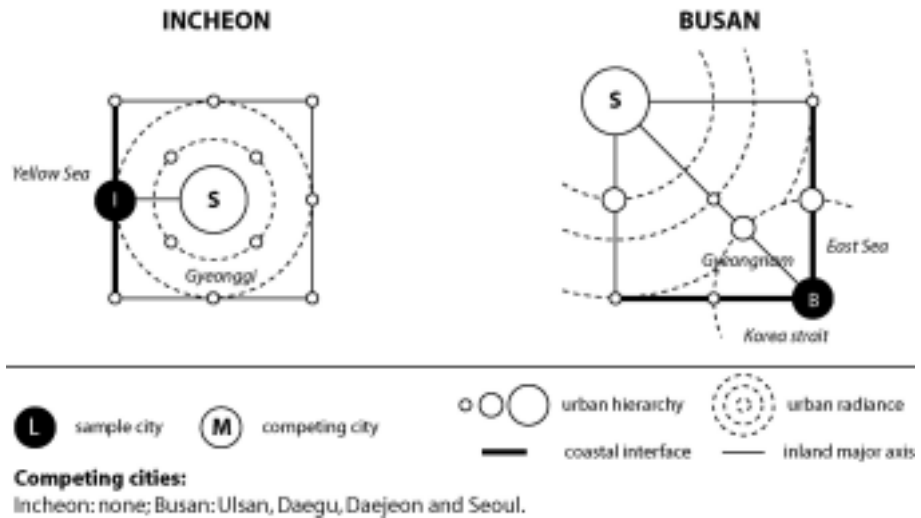 INCHEON
BUSAN
S
Yellow Sea
I
S
Gyeonggi
East Sea
Gyeongnam
B
Korea strait
L sample city
M competing city
urban hierarchy
urban radiance
coastal interface
inland major axis
Competing cities:
Incheon: none; Busan: Ulsan, Daegu, Daejeon and Seoul.